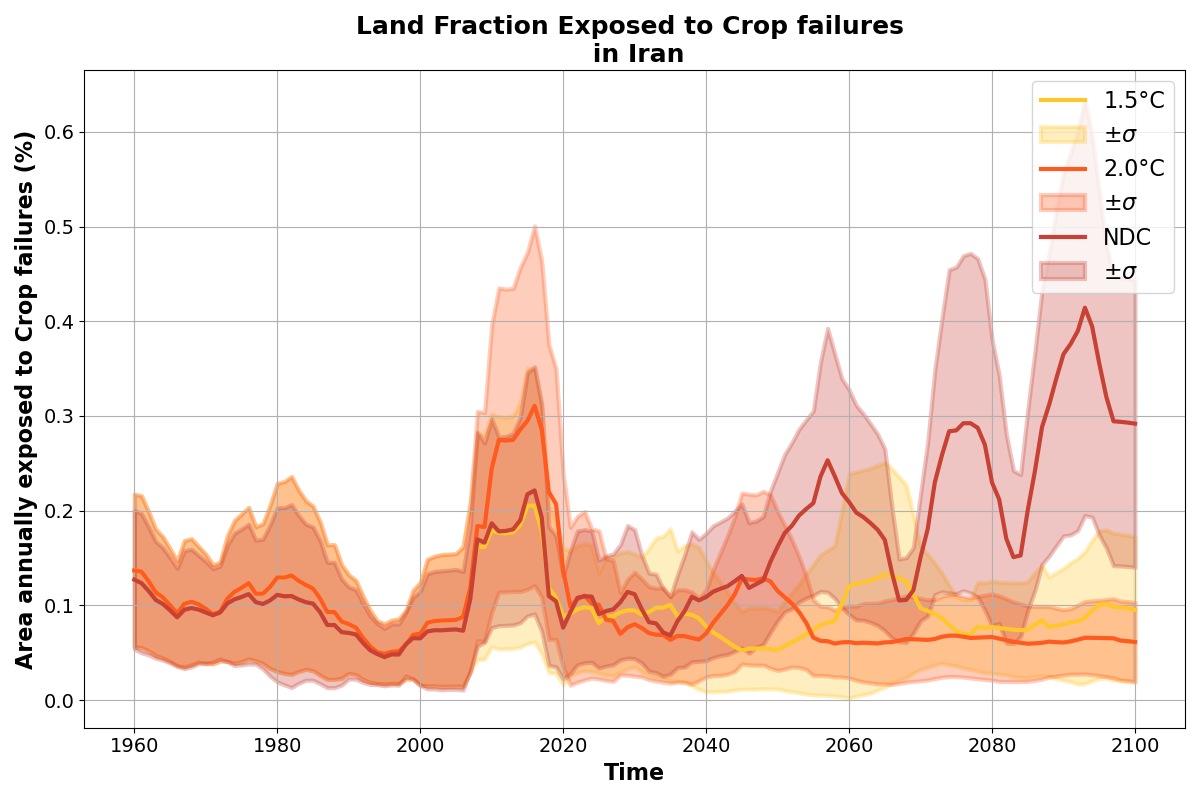 Land Fraction Exposed to Crop failures
in Iran
Area annually exposed to Crop failures (%)
0.6
0.5
0.4
0.3
0.2
0.1
0.0
1.5°C
±σ
2.0°C
±σ
NDC
±σ
1960
1980
2000
2020
2040
2060
2080
2100
Time